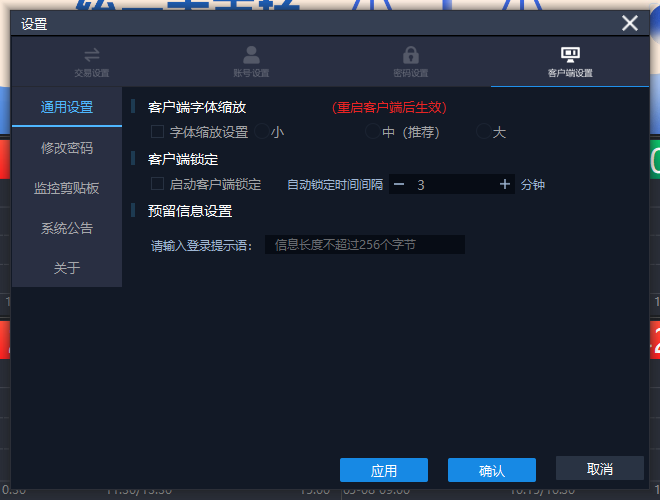 设置
交易设置
账号设置
密码设置
客户端设置
通用设置
修改密码
监控剪贴板
系统公告
关于
客户端字体缩放
（重启客户端后生效）
字体缩放设置
小
中（推荐）
大
客户端锁定
启动客户端锁定
自动锁定时间间隔
3
分钟
预留信息设置
请输入登录提示语：
信息长度不超过256个字节
应用
确认
取消